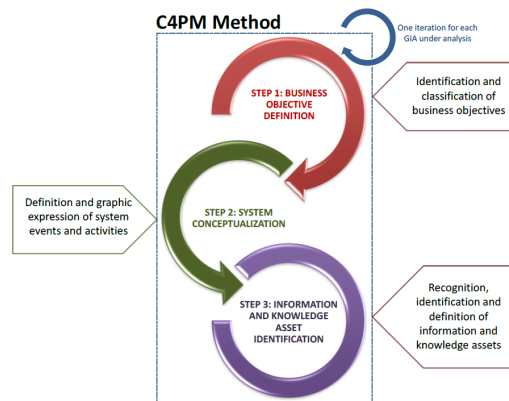 C4PM Method
One iteration for each
GIA under analysis
STEP 1: BUSINESS
OBJECTIVE
DEFINITION
Identification and
classification of
business objectives
Definition and graphic
expression of system
events and activities
STEP 2: SYSTEM
CONCEPTUALIZATION
STEP 3: INFORMATION
AND KNOWLEDGE
ASSET
IDENTIFICATION
Recognition,
identification and
definition of
information and
knowledge assets